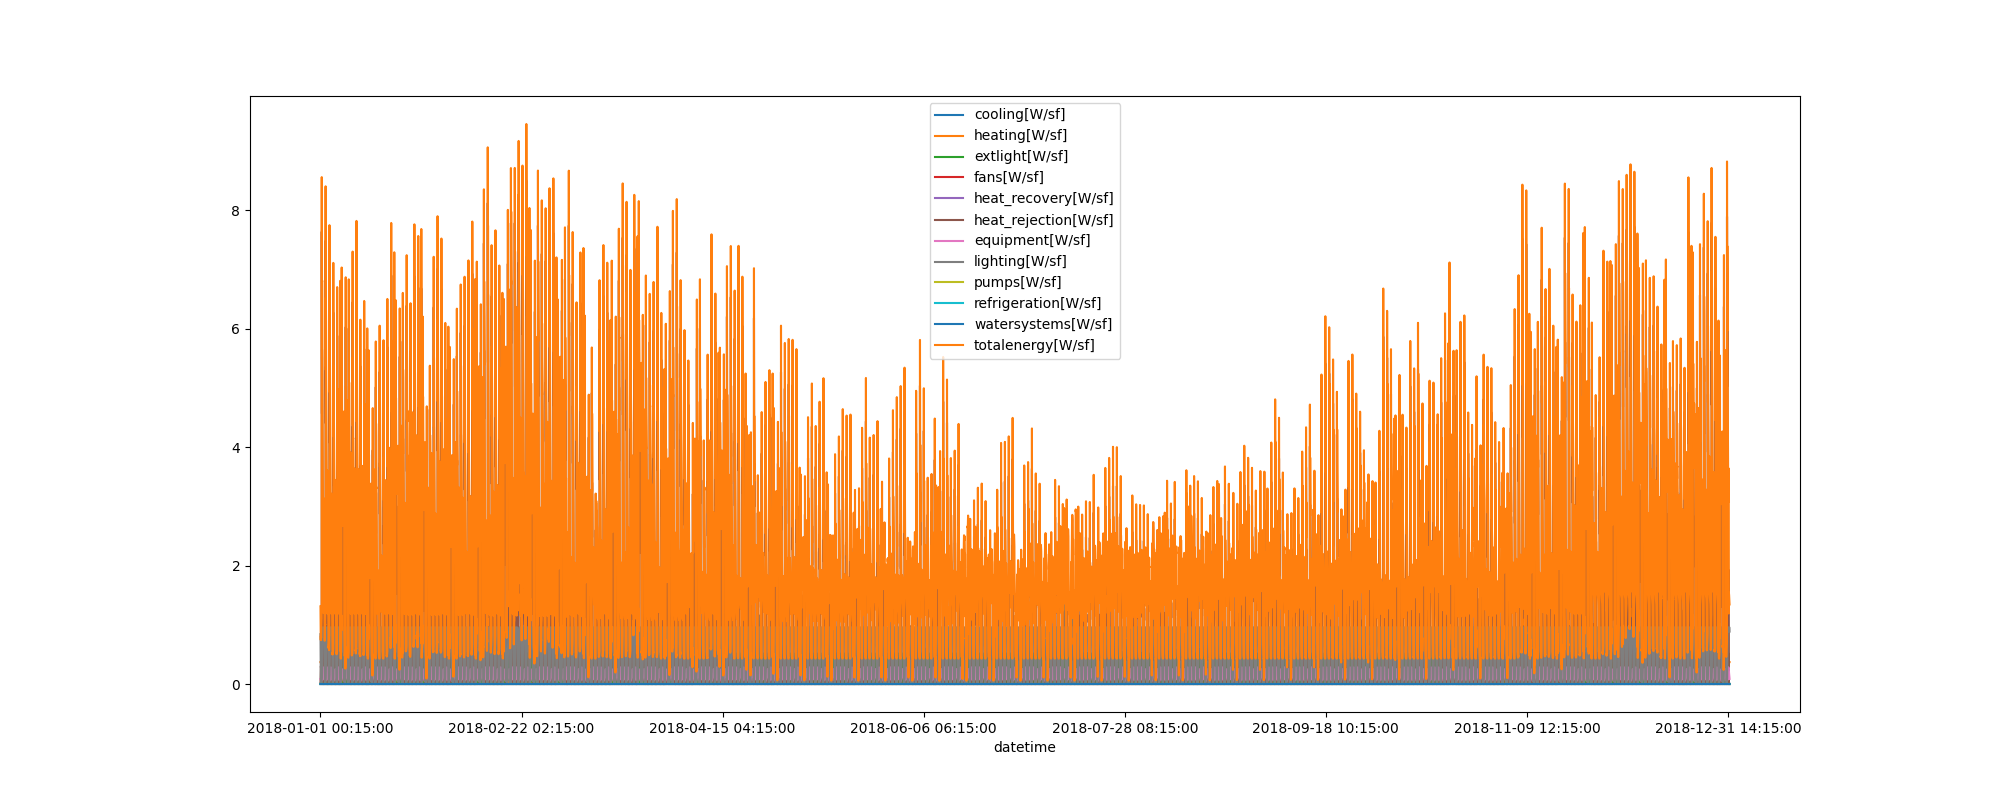 cooling[W/sf]
heating[W/sf]
extlight[W/sf]
fans[W/sf]
heat_recovery[W/sf]
heat_rejection[W/sf]
equipment[W/sf]
lighting[W/sf]
pumps[W/sf]
refrigeration[W/sf]
watersystems[W/sf]
totalenergy[W/sf]
8
6
4
2
0
2018-01-01 00:15:00 2018-02-22 02:15:00 2018-04-15 04:15:00 2018-06-06 06:15:00 2018-07-28 08:15:00 2018-09-18 10:15:00 2018-11-09 12:15:00 2018-12-31 14:15:00
datetime